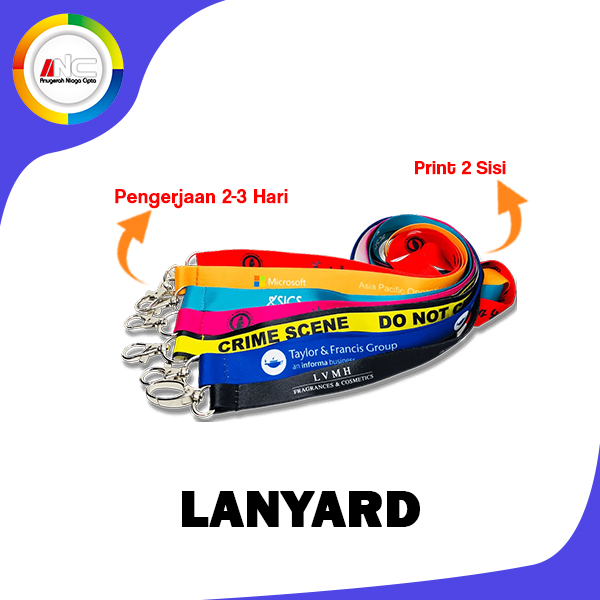 ANC
Anugerah Niaga Cipta
Print 2 Sisi
Pengerjaan 2-3 Hari
Microsoft
Asia Pacific
SICS
CRIME SCENE DO NOT
Taylor & Francis Group
an informa business
LVMH
FRAGRANCES & COSMETICS
LANYARD